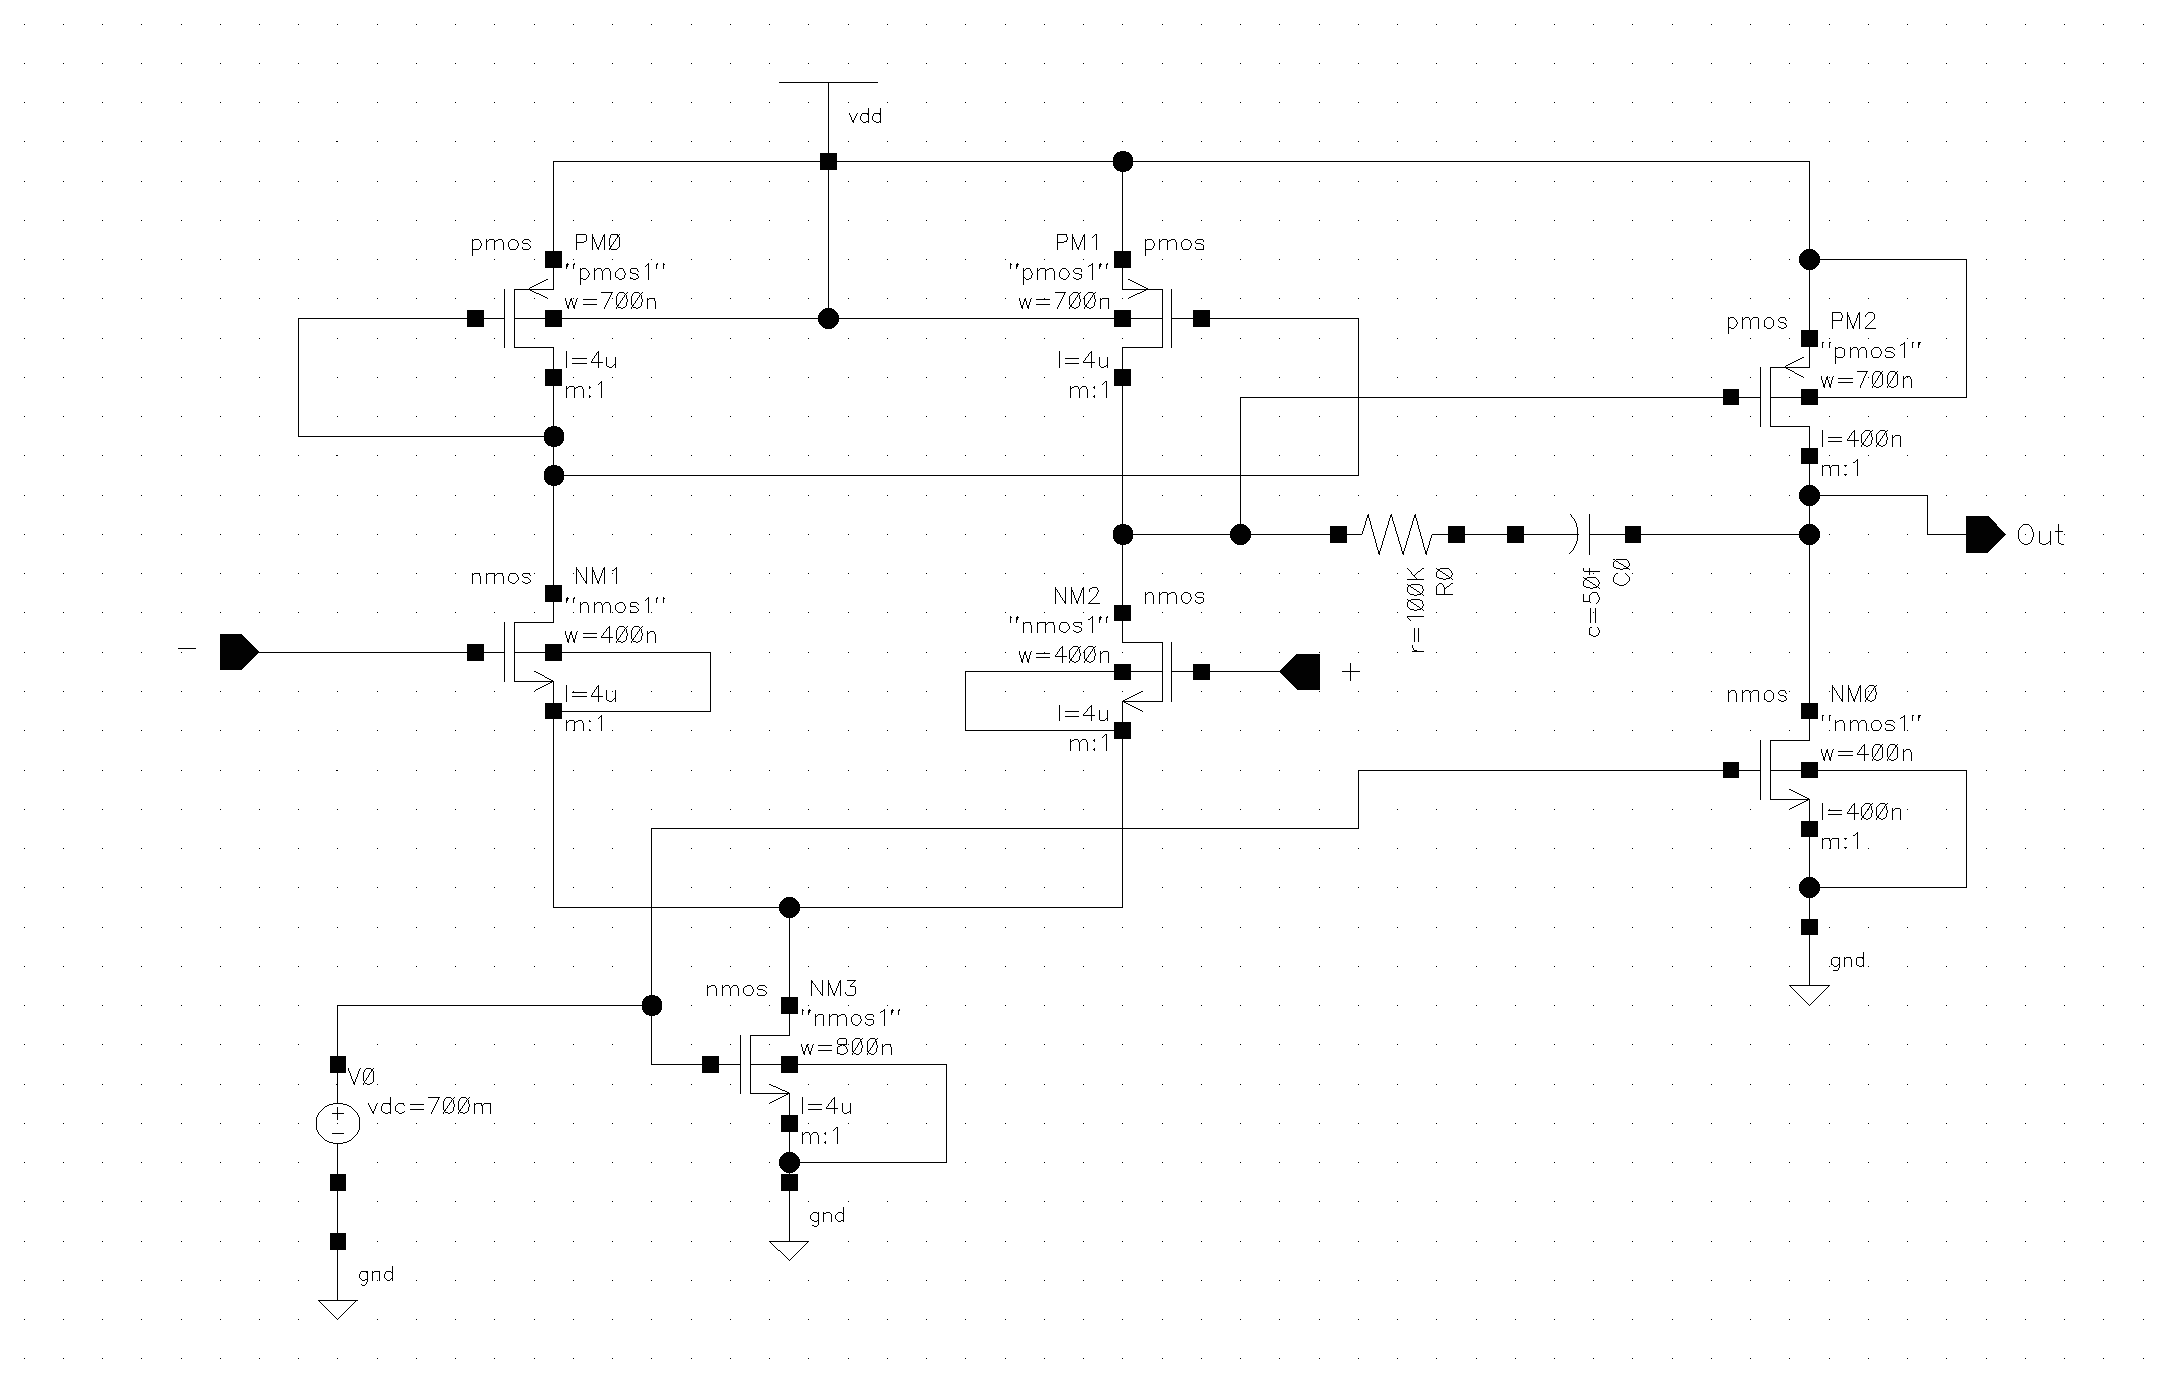 vdd
pmos PM0
"pmos1"
w=700n
l=4u
m:1
PM1 pmos
"pmos1"
w=700n
l=4u
m:1
pmos PM2
"pmos1"
w=700n
l=400n
m:1
Out
r=100K
R0
c=50f
C0
nmos NM1
"nmos1"
w=400n
l=4u
m:1
−
NM2 nmos
"nmos1"
w=400n
l=4u
m:1
+
nmos NM0
"nmos1"
w=400n
l=400n
m:1
gnd
nmos NM3
"nmos1"
w=800n
l=4u
m:1
gnd
V0
vdc=700m
+
−
gnd